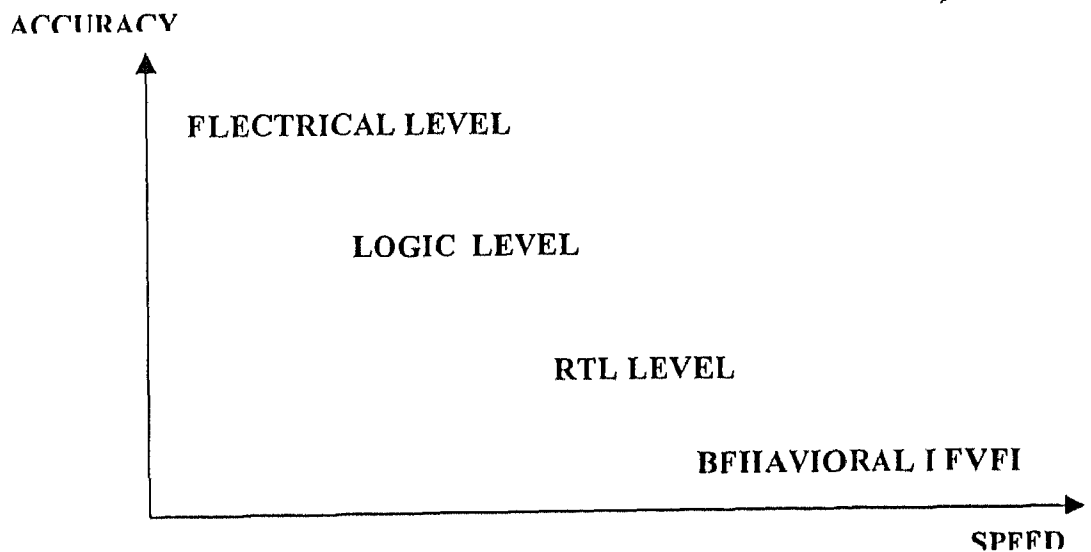 ACCURACY
ELECTRICAL LEVEL
LOGIC LEVEL
RTL LEVEL
BEHAVIORAL LEVEL
SPEED